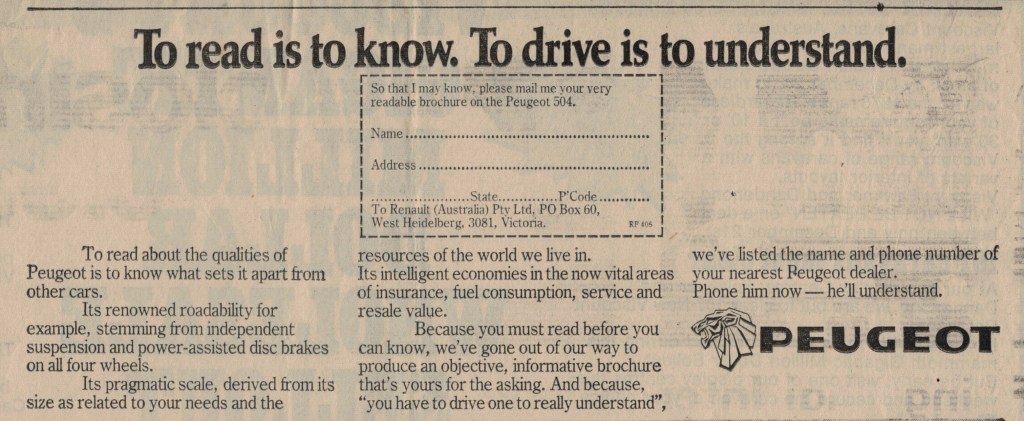 To read is to know. To drive is to understand.
So that I may know, please mail me your very
readable brochure on the Peugeot 504.
Name
Address
State P'Code
To Renault (Australia) Pty Ltd, PO Box 60,
West Heidelberg, 3081, Victoria. RP 406
To read about the qualities of
Peugeot is to know what sets it apart from
other cars.
Its renowned roadability for
example, stemming from independent
suspension and power-assisted disc brakes
on all four wheels.
Its pragmatic scale, derived from its
size as related to your needs and the
resources of the world we live in.
Its intelligent economies in the now vital areas
of insurance, fuel consumption, service and
resale value.
Because you must read before you
can know, we've gone out of our way to
produce an objective, informative brochure
that's yours for the asking. And because,
“you have to drive one to really understand”,
we've listed the name and phone number of
your nearest Peugeot dealer.
Phone him now — he'll understand.
PEUGEOT